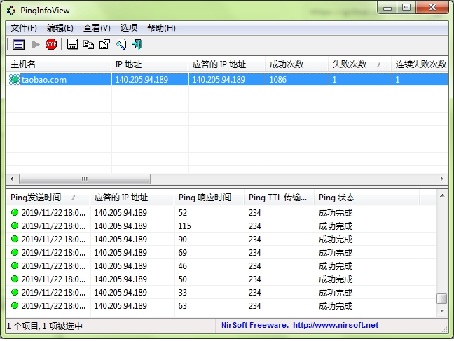 PingInfoView
文件(F) 编辑(E) 查看(V) 选项 帮助(H)
主机名 IP 地址 应答的 IP 地址 成功次数 失败次数 / 连续失败次数
taobao.com 140.205.94.189 140.205.94.189 1086 1 1
Ping发送时间 / 应答的 IP 地址 Ping 响应时间 Ping TTL 传输... Ping 状态
2019/11/22 18:0... 140.205.94.189 52 234 成功完成
2019/11/22 18:0... 140.205.94.189 115 234 成功完成
2019/11/22 18:0... 140.205.94.189 90 234 成功完成
2019/11/22 18:0... 140.205.94.189 69 234 成功完成
2019/11/22 18:0... 140.205.94.189 46 234 成功完成
2019/11/22 18:0... 140.205.94.189 50 234 成功完成
2019/11/22 18:0... 140.205.94.189 33 234 成功完成
2019/11/22 18:0... 140.205.94.189 63 234 成功完成
1 个项目, 1 项被选中 NirSoft Freeware. http://www.nirsoft.net